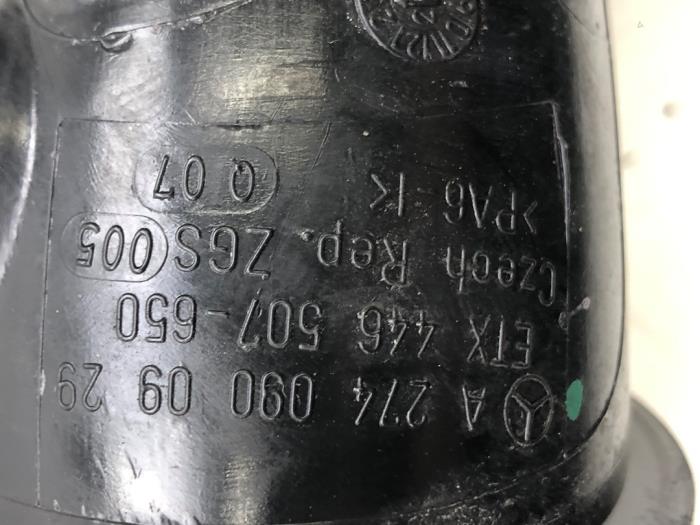 A 274 090 09 29
ETX 446 507-650
Czech Rep. ZGS 005
>PA6 K
Q 07